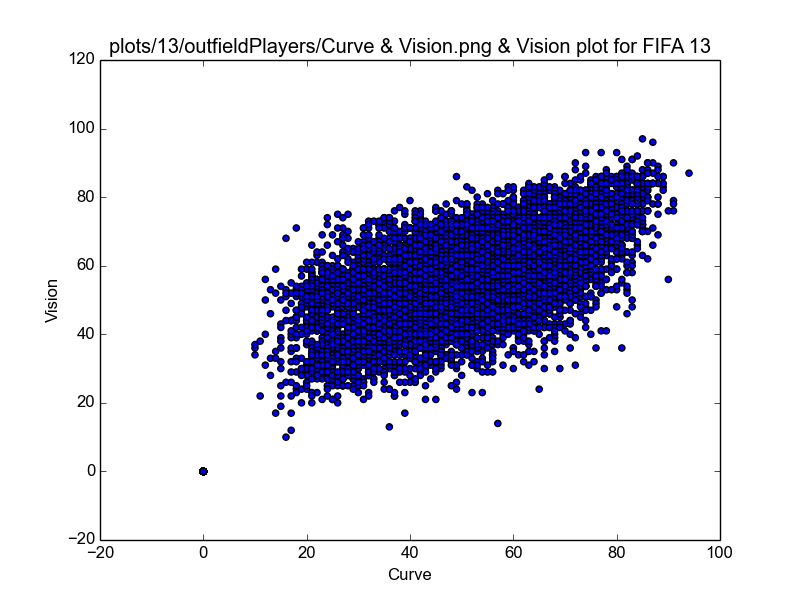 plots/13/outfieldPlayers/Curve & Vision.png & Vision plot for FIFA 13
120
100
80
60
40
20
0
−20
Vision
−20 0 20 40 60 80 100
Curve